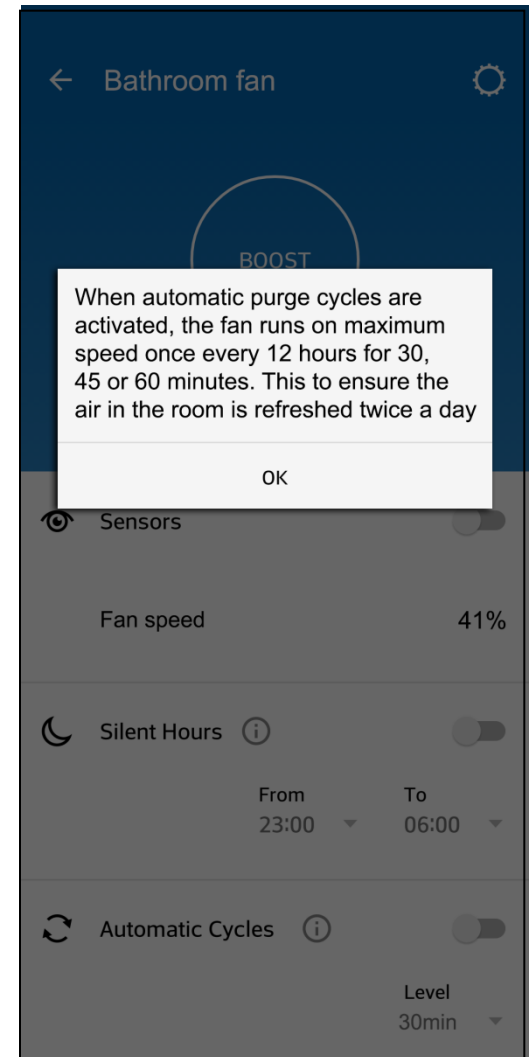 Bathroom fan
BOOST
When automatic purge cycles are
activated, the fan runs on maximum
speed once every 12 hours for 30,
45 or 60 minutes. This to ensure the
air in the room is refreshed twice a day
OK
Sensors
Fan speed 41%
Silent Hours
From To
23:00 06:00
Automatic Cycles
Level
30min